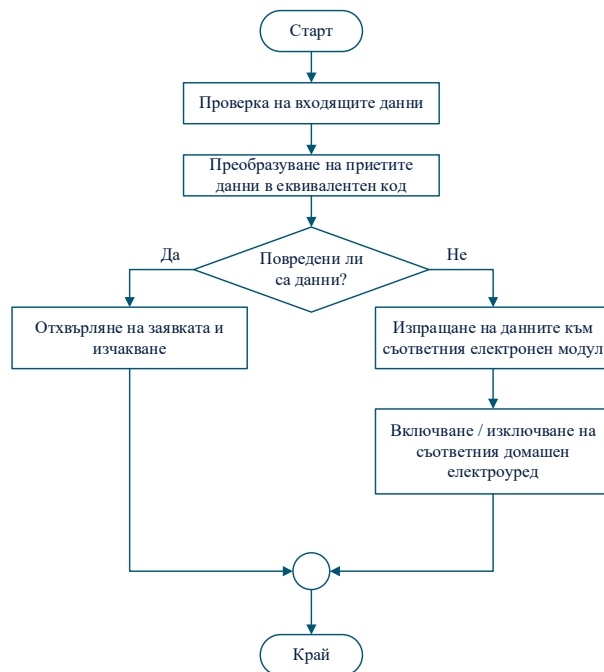 Старт
Проверка на входящите данни
Преобразуване на приетите
данни в еквивалентен код
Повредени ли
са данни?
Да
Не
Отхвърляне на заявката и
изчакване
Изпращане на данните към
съответния електронен модул
Включване / изключване на
съответния домашен
електроуред
Край